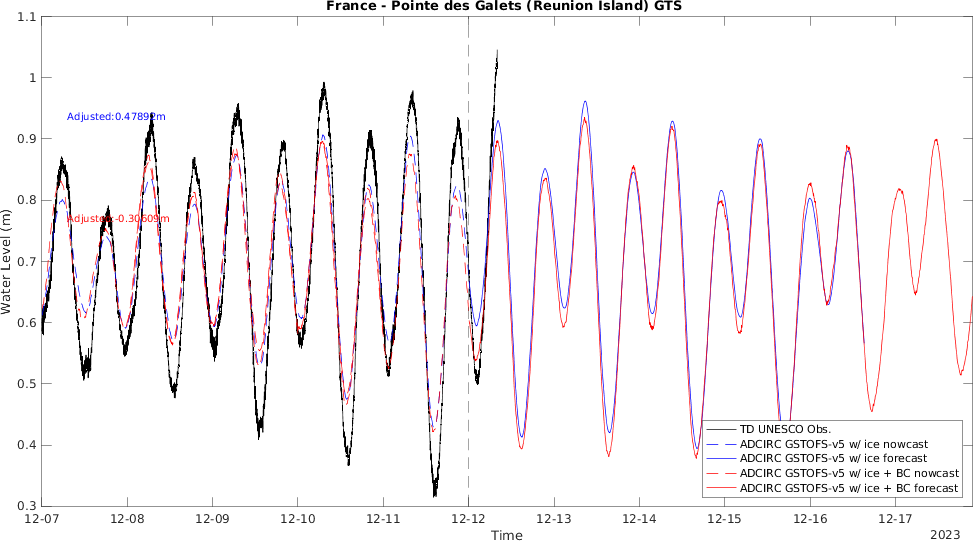 France - Pointe des Galets (Reunion Island) GTS
Water Level (m)
1.1
1
0.9
0.8
0.7
0.6
0.5
0.4
0.3
Adjusted:0.47892m
Adjusted:-0.30609m
TD UNESCO Obs.
ADCIRC GSTOFS-v5 w/ ice nowcast
ADCIRC GSTOFS-v5 w/ ice forecast
ADCIRC GSTOFS-v5 w/ ice + BC nowcast
ADCIRC GSTOFS-v5 w/ ice + BC forecast
12-07 12-08 12-09 12-10 12-11 12-12 12-13 12-14 12-15 12-16 12-17
Time
2023